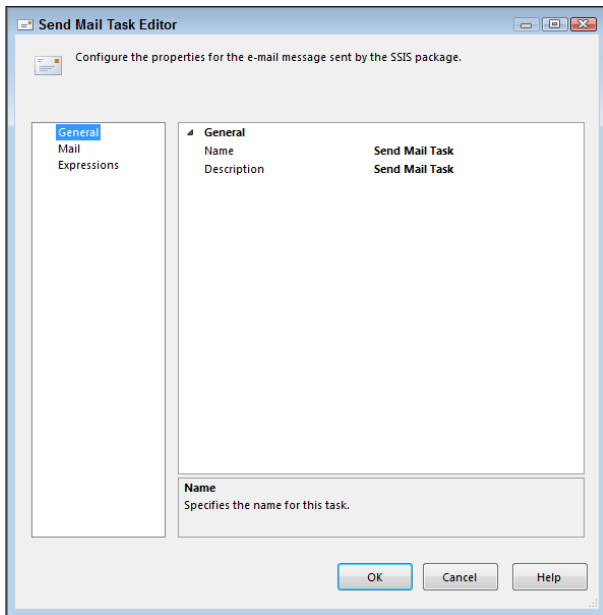 Send Mail Task Editor
Configure the properties for the e-mail message sent by the SSIS package.
General
Mail
Expressions
General
Name Send Mail Task
Description Send Mail Task
Name
Specifies the name for this task.
OK Cancel Help